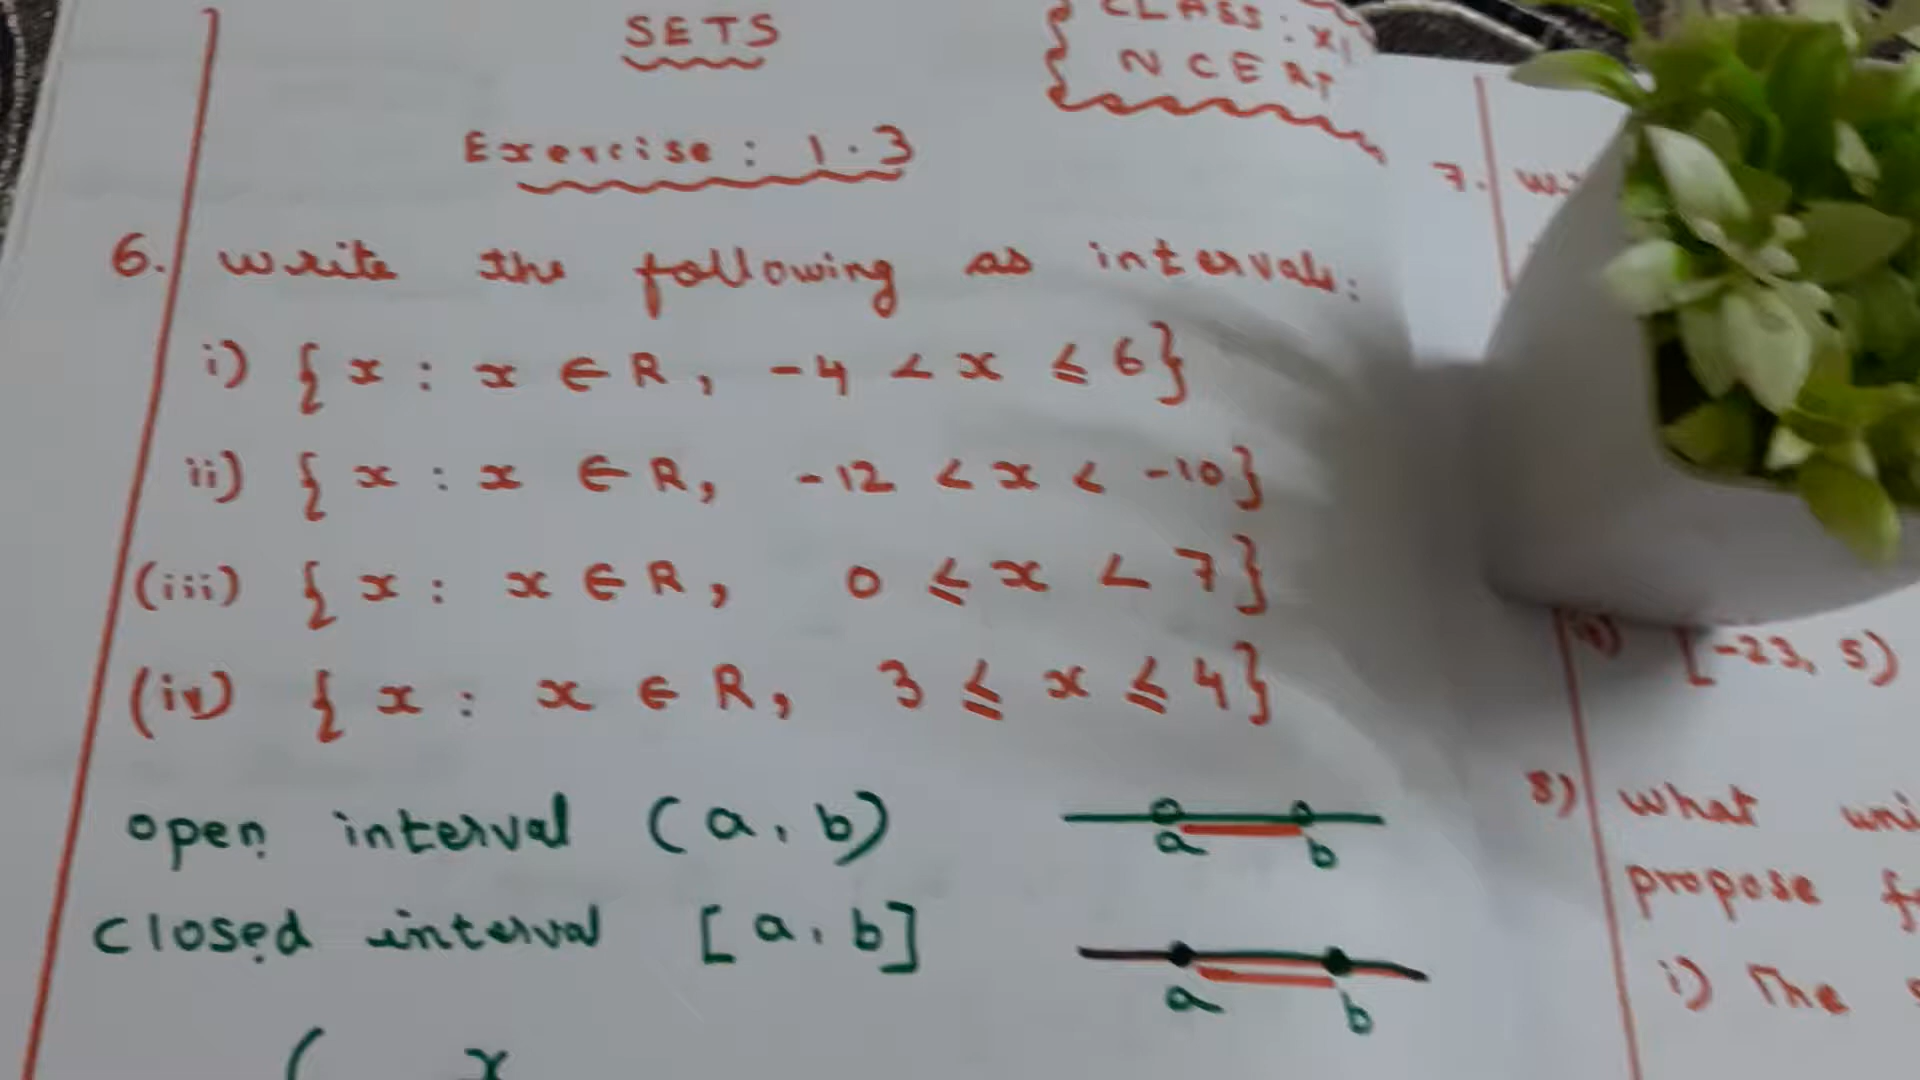 SETS
CLASS: XI
NCERT
Exercise: 1.3
6. write the following as intervals:
i) { x : x ∈ R, -4 < x ≤ 6}
ii) { x : x ∈ R, -12 < x < -10}
(iii) { x : x ∈ R, 0 ≤ x < 7}
(iv) { x : x ∈ R, 3 ≤ x ≤ 4}
open interval (a, b)
a b
closed interval [a, b]
a b
( x
7.
[-23, 5)
8) what
propose
i) The